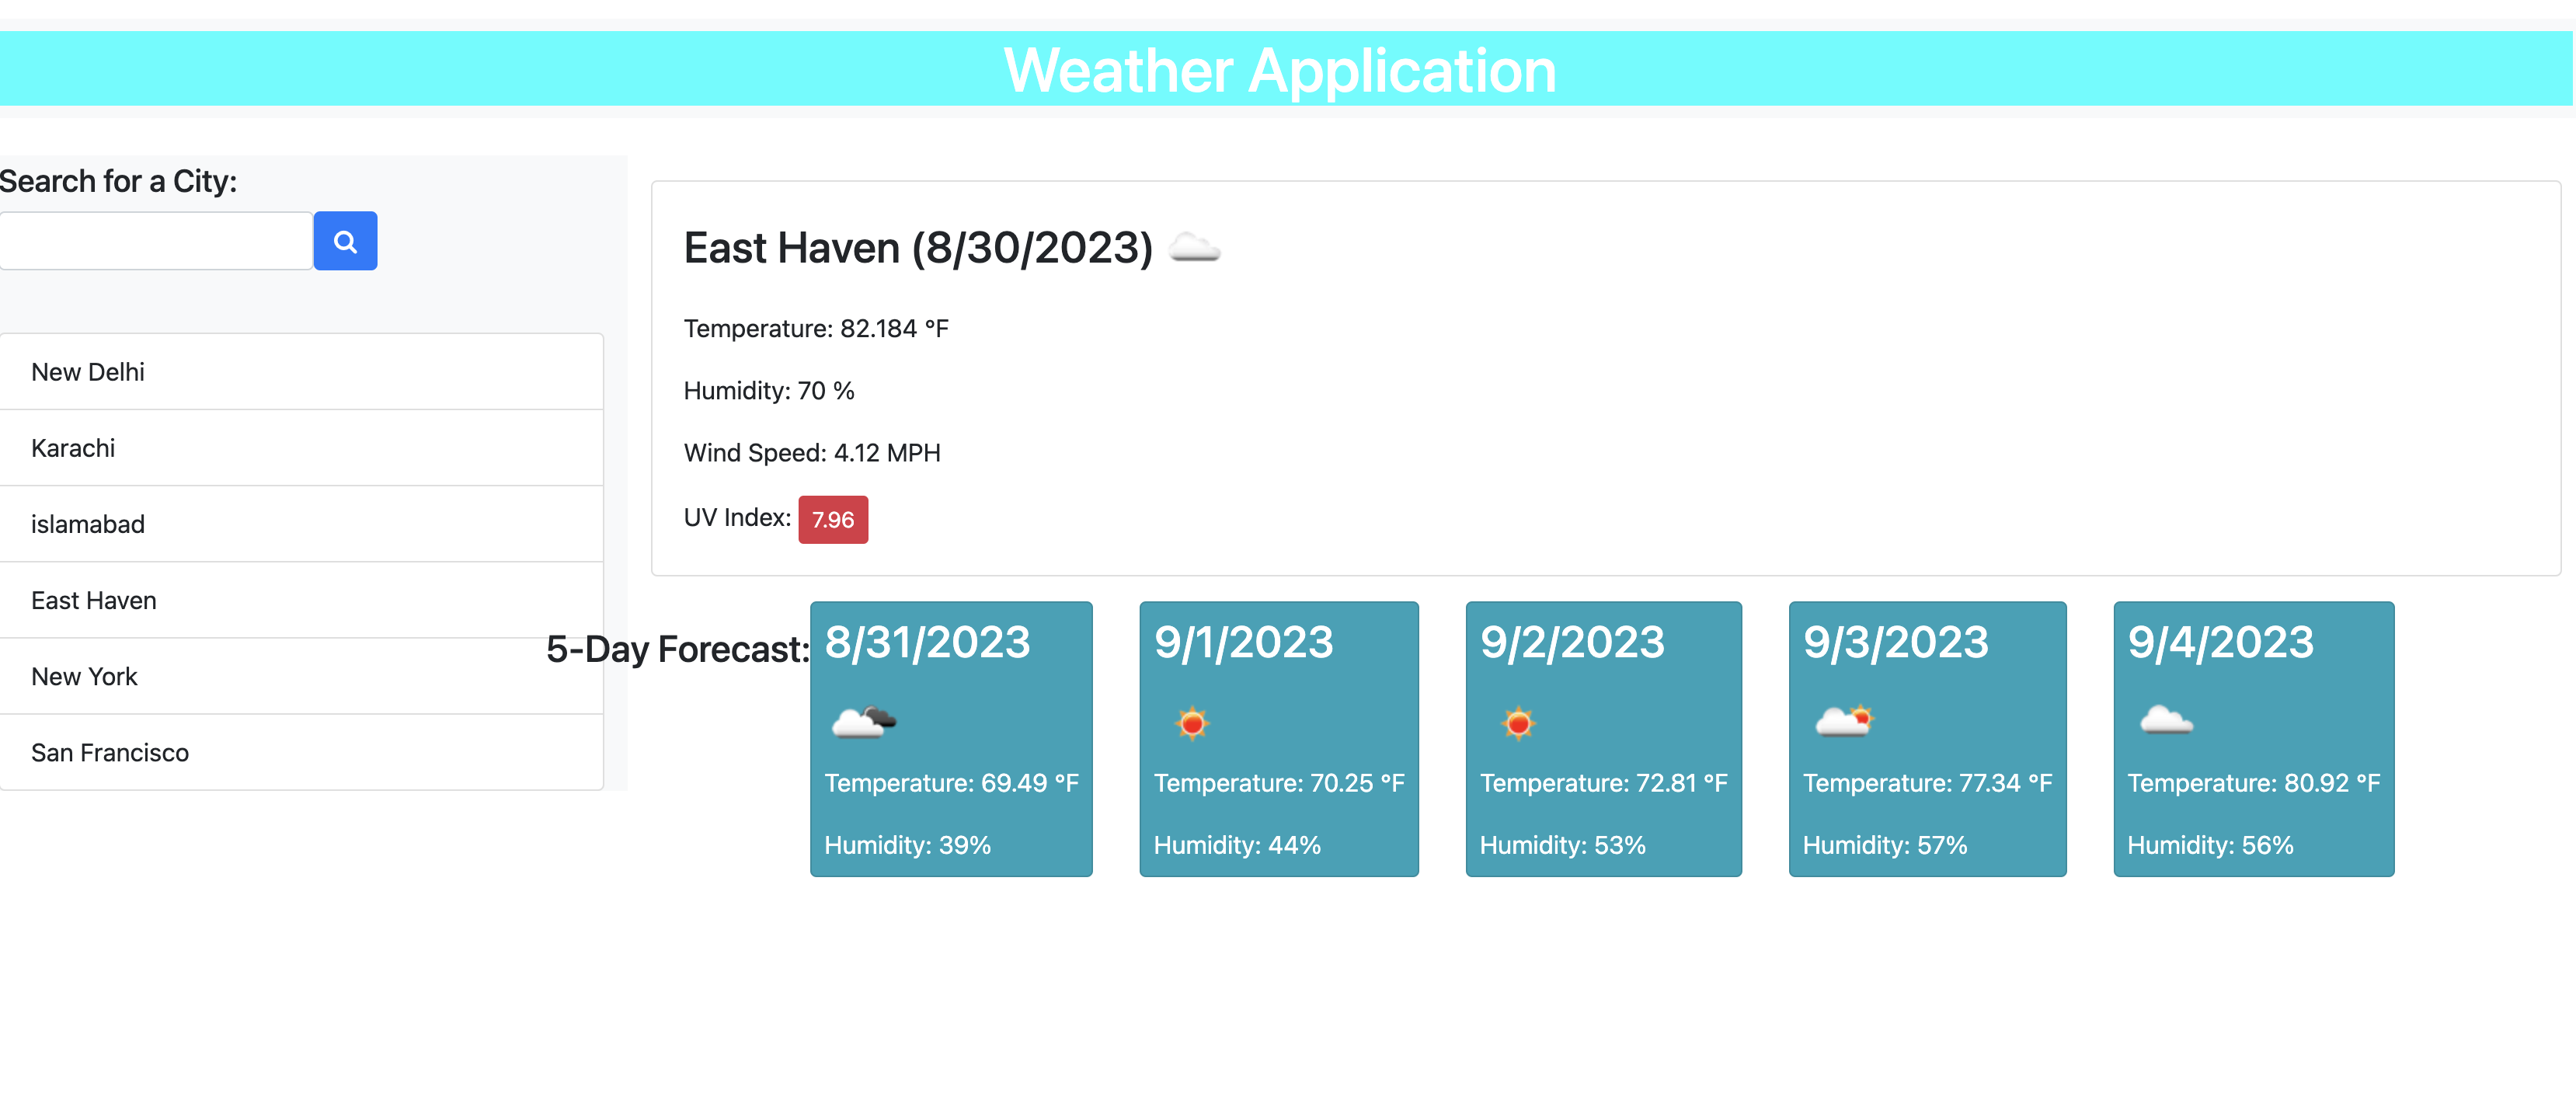 Weather Application
Search for a City:
New Delhi
Karachi
islamabad
East Haven
New York
San Francisco
East Haven (8/30/2023)
Temperature: 82.184 °F
Humidity: 70 %
Wind Speed: 4.12 MPH
UV Index: 7.96
5-Day Forecast:
8/31/2023
Temperature: 69.49 °F
Humidity: 39%
9/1/2023
Temperature: 70.25 °F
Humidity: 44%
9/2/2023
Temperature: 72.81 °F
Humidity: 53%
9/3/2023
Temperature: 77.34 °F
Humidity: 57%
9/4/2023
Temperature: 80.92 °F
Humidity: 56%